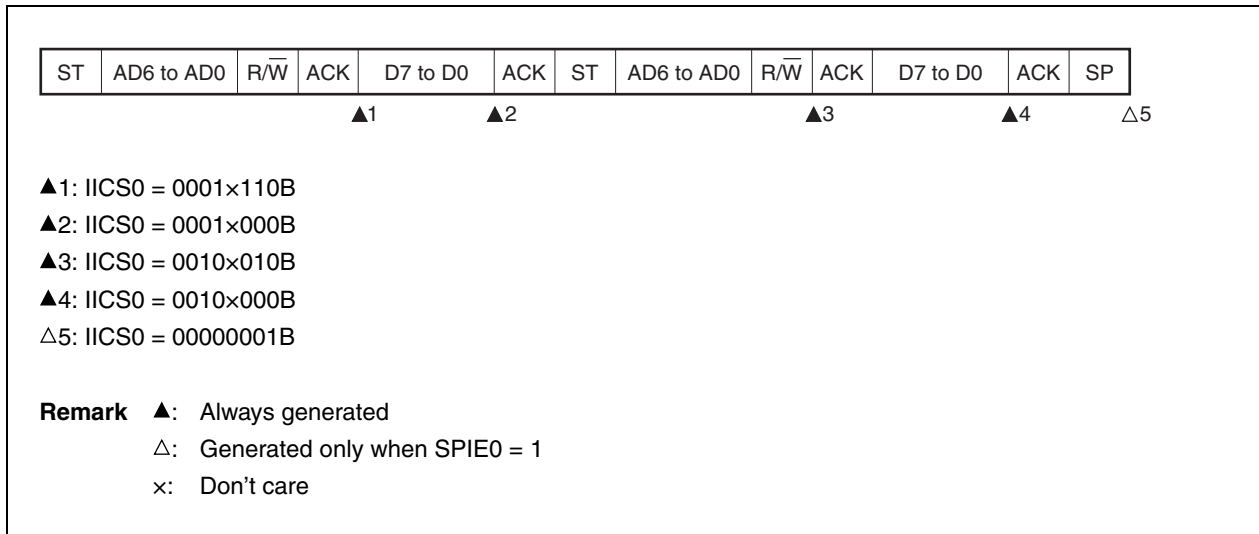 ST AD6 to AD0 R/W̅ ACK D7 to D0 ACK ST AD6 to AD0 R/W̅ ACK D7 to D0 ACK SP
▲1 ▲2 ▲3 ▲4 △5
▲1: IICS0 = 0001×110B
▲2: IICS0 = 0001×000B
▲3: IICS0 = 0010×010B
▲4: IICS0 = 0010×000B
△5: IICS0 = 00000001B
Remark ▲: Always generated
△: Generated only when SPIE0 = 1
×: Don't care